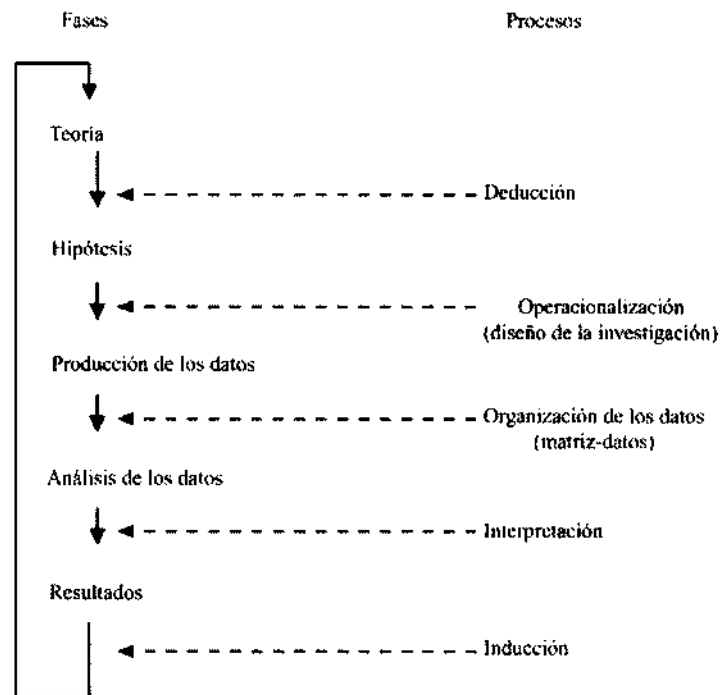 Fases
Procesos
Teoría
Deducción
Hipótesis
Operacionalización
(diseño de la investigación)
Producción de los datos
Organización de los datos
(matriz-datos)
Análisis de los datos
Interpretación
Resultados
Inducción